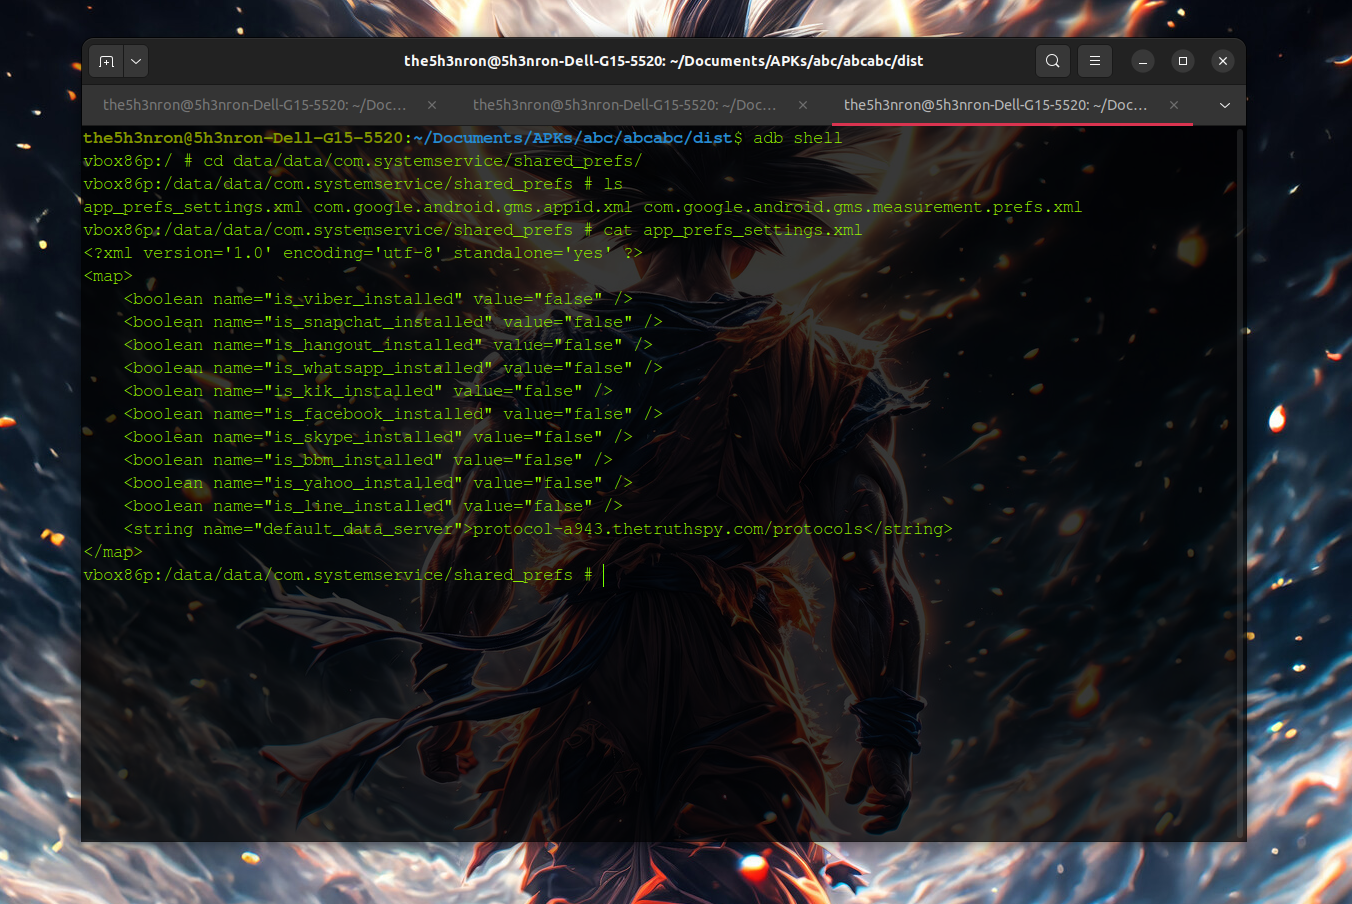 the5h3nron@5h3nron-Dell-G15-5520: ~/Documents/APKs/abc/abcabc/dist
the5h3nron@5h3nron-Dell-G15-5520: ~/Doc...
the5h3nron@5h3nron-Dell-G15-5520: ~/Doc...
the5h3nron@5h3nron-Dell-G15-5520: ~/Doc...
the5h3nron@5h3nron-Dell-G15-5520:~/Documents/APKs/abc/abcabc/dist$ adb shell
vbox86p:/ # cd data/data/com.systemservice/shared_prefs/
vbox86p:/data/data/com.systemservice/shared_prefs # ls
app_prefs_settings.xml com.google.android.gms.appid.xml com.google.android.gms.measurement.prefs.xml
vbox86p:/data/data/com.systemservice/shared_prefs # cat app_prefs_settings.xml
<?xml version='1.0' encoding='utf-8' standalone='yes' ?>
<map>
    <boolean name="is_viber_installed" value="false" />
    <boolean name="is_snapchat_installed" value="false" />
    <boolean name="is_hangout_installed" value="false" />
    <boolean name="is_whatsapp_installed" value="false" />
    <boolean name="is_kik_installed" value="false" />
    <boolean name="is_facebook_installed" value="false" />
    <boolean name="is_skype_installed" value="false" />
    <boolean name="is_bbm_installed" value="false" />
    <boolean name="is_yahoo_installed" value="false" />
    <boolean name="is_line_installed" value="false" />
    <string name="default_data_server">protocol-a943.thetruthspy.com/protocols</string>
</map>
vbox86p:/data/data/com.systemservice/shared_prefs #